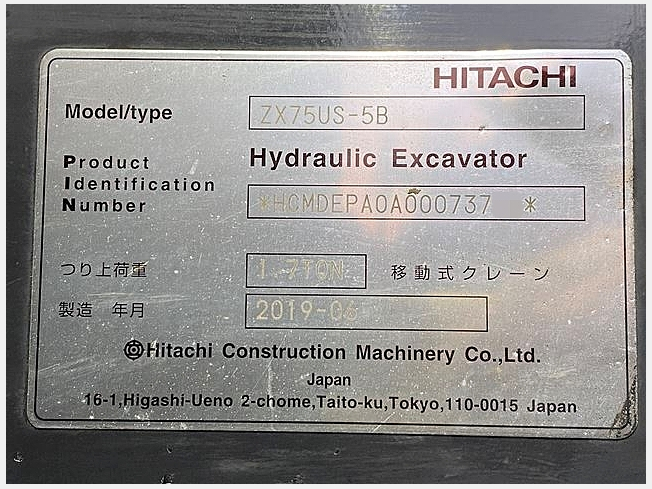 HITACHI
Model/type ZX75US-5B
Product Hydraulic Excavator
Identification
Number *HCMDEPA0A000737 *
つり上荷重 1.7TON 移動式クレーン
製造 年月 2019-06
Hitachi Construction Machinery Co.,Ltd.
Japan
16-1,Higashi-Ueno 2-chome,Taito-ku,Tokyo,110-0015 Japan